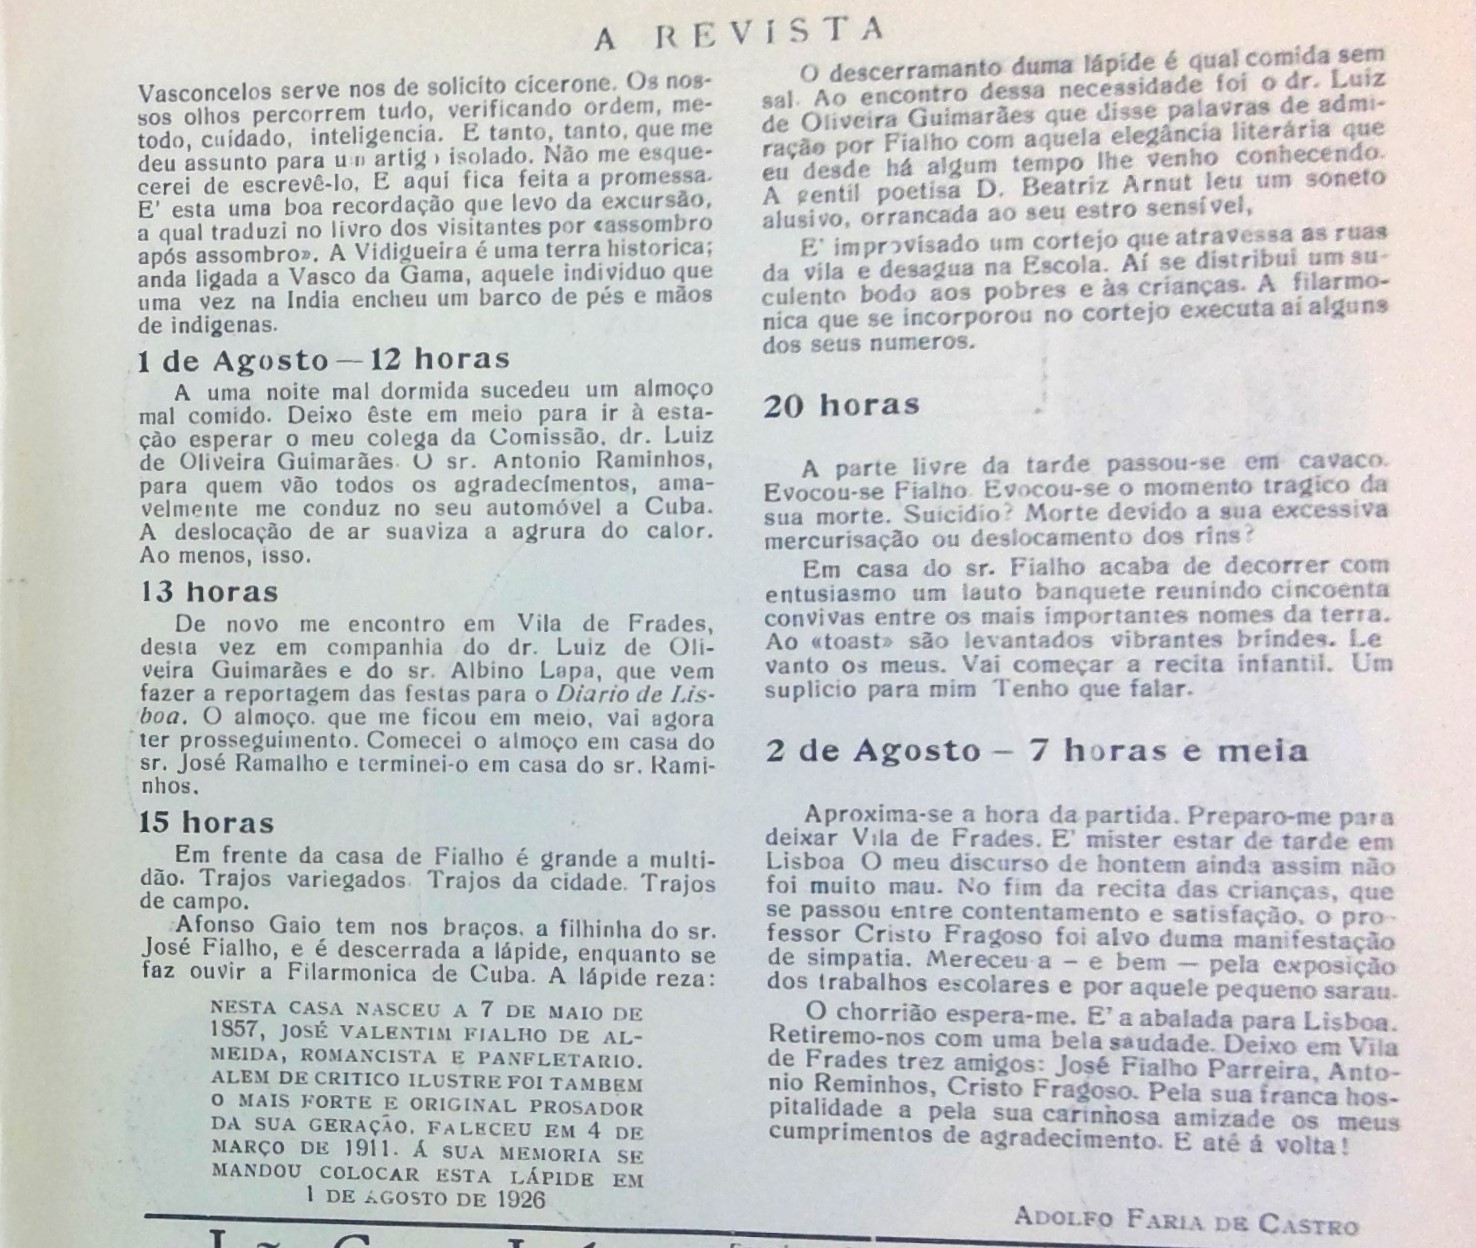 A REVISTA
Vasconcelos serve nos de solicito cicerone. Os nos-
sos olhos percorrem tudo, verificando ordem, me-
todo, cuidado, inteligencia. E tanto, tanto, que me
deu assunto para um artigo isolado. Não me esque-
cerei de escrevê-lo, E aqui fica feita a promessa.
E' esta uma boa recordação que levo da excursão,
a qual traduzi no livro dos visitantes por «assombro
após assombro». A Vidigueira é uma terra historica;
anda ligada a Vasco da Gama, aquele individuo que
uma vez na India encheu um barco de pés e mãos
de indigenas.
1 de Agosto — 12 horas
A uma noite mal dormida sucedeu um almoço
mal comido. Deixo êste em meio para ir à esta-
ção esperar o meu colega da Comissão, dr. Luiz
de Oliveira Guimarães. O sr. Antonio Raminhos,
para quem vão todos os agradecimentos, ama-
velmente me conduz no seu automóvel a Cuba.
A deslocação de ar suaviza a agrura do calor.
Ao menos, isso.
13 horas
De novo me encontro em Vila de Frades,
desta vez em companhia do dr. Luiz de Oli-
veira Guimarães e do sr. Albino Lapa, que vem
fazer a reportagem das festas para o Diario de Lis-
boa. O almoço. que me ficou em meio, vai agora
ter prosseguimento. Comecei o almoço em casa do
sr. José Ramalho e terminei-o em casa do sr. Rami-
nhos.
15 horas
Em frente da casa de Fialho é grande a multi-
dão. Trajos variegados. Trajos da cidade. Trajos
de campo.
Afonso Gaio tem nos braços. a filhinha do sr.
José Fialho, e é descerrada a lápide, enquanto se
faz ouvir a Filarmonica de Cuba. A lápide reza:
NESTA CASA NASCEU A 7 DE MAIO DE
1857, JOSÉ VALENTIM FIALHO DE AL-
MEIDA, ROMANCISTA E PANFLETARIO.
ALEM DE CRITICO ILUSTRE FOI TAMBEM
O MAIS FORTE E ORIGINAL PROSADOR
DA SUA GERAÇÃO. FALECEU EM 4 DE
MARÇO DE 1911. Á SUA MEMORIA SE
MANDOU COLOCAR ESTA LÁPIDE EM
1 DE AGOSTO DE 1926
O descerramanto duma lápide é qual comida sem
sal. Ao encontro dessa necessidade foi o dr. Luiz
de Oliveira Guimarães que disse palavras de admi-
ração por Fialho com aquela elegância literária que
eu desde há algum tempo lhe venho conhecendo.
A gentil poetisa D. Beatriz Arnut leu um soneto
alusivo, orrancada ao seu estro sensível,
E' improvisado um cortejo que atravessa as ruas
da vila e desagua na Escola. Aí se distribui um su-
culento bodo aos pobres e às crianças. A filarmo-
nica que se incorporou no cortejo executa aí alguns
dos seus numeros.
20 horas
A parte livre da tarde passou-se em cavaco.
Evocou-se Fialho. Evocou-se o momento tragico da
sua morte. Suicidio? Morte devido a sua excessiva
mercurisação ou deslocamento dos rins?
Em casa do sr. Fialho acaba de decorrer com
entusiasmo um lauto banquete reunindo cincoenta
convivas entre os mais importantes nomes da terra.
Ao «toast» são levantados vibrantes brindes. Le
vanto os meus. Vai começar a recita infantil. Um
suplicio para mim Tenho que falar.
2 de Agosto — 7 horas e meia
Aproxima-se a hora da partida. Preparo-me para
deixar Vila de Frades. E' mister estar de tarde em
Lisboa O meu discurso de hontem ainda assim não
foi muito mau. No fim da recita das crianças, que
se passou entre contentamento e satisfação, o pro-
fessor Cristo Fragoso foi alvo duma manifestação
de simpatia. Mereceu-a — e bem — pela exposição
dos trabalhos escolares e por aquele pequeno sarau.
O chorrião espera-me. E' a abalada para Lisboa.
Retiremo-nos com uma bela saudade. Deixo em Vila
de Frades trez amigos: José Fialho Parreira, Anto-
nio Reminhos, Cristo Fragoso. Pela sua franca hos-
pitalidade a pela sua carinhosa amizade os meus
cumprimentos de agradecimento. E até á volta!
ADOLFO FARIA DE CASTRO